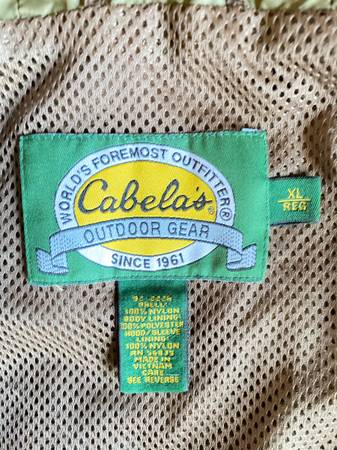 WORLD'S FOREMOST OUTFITTER®
Cabela's®
OUTDOOR GEAR
SINCE 1961
XL
REG
SHELL:
100% NYLON
BODY LINING:
100% POLYESTER
HOOD/SLEEVE
LINING:
100% NYLON
MADE IN
VIETNAM
CARE
SEE REVERSE